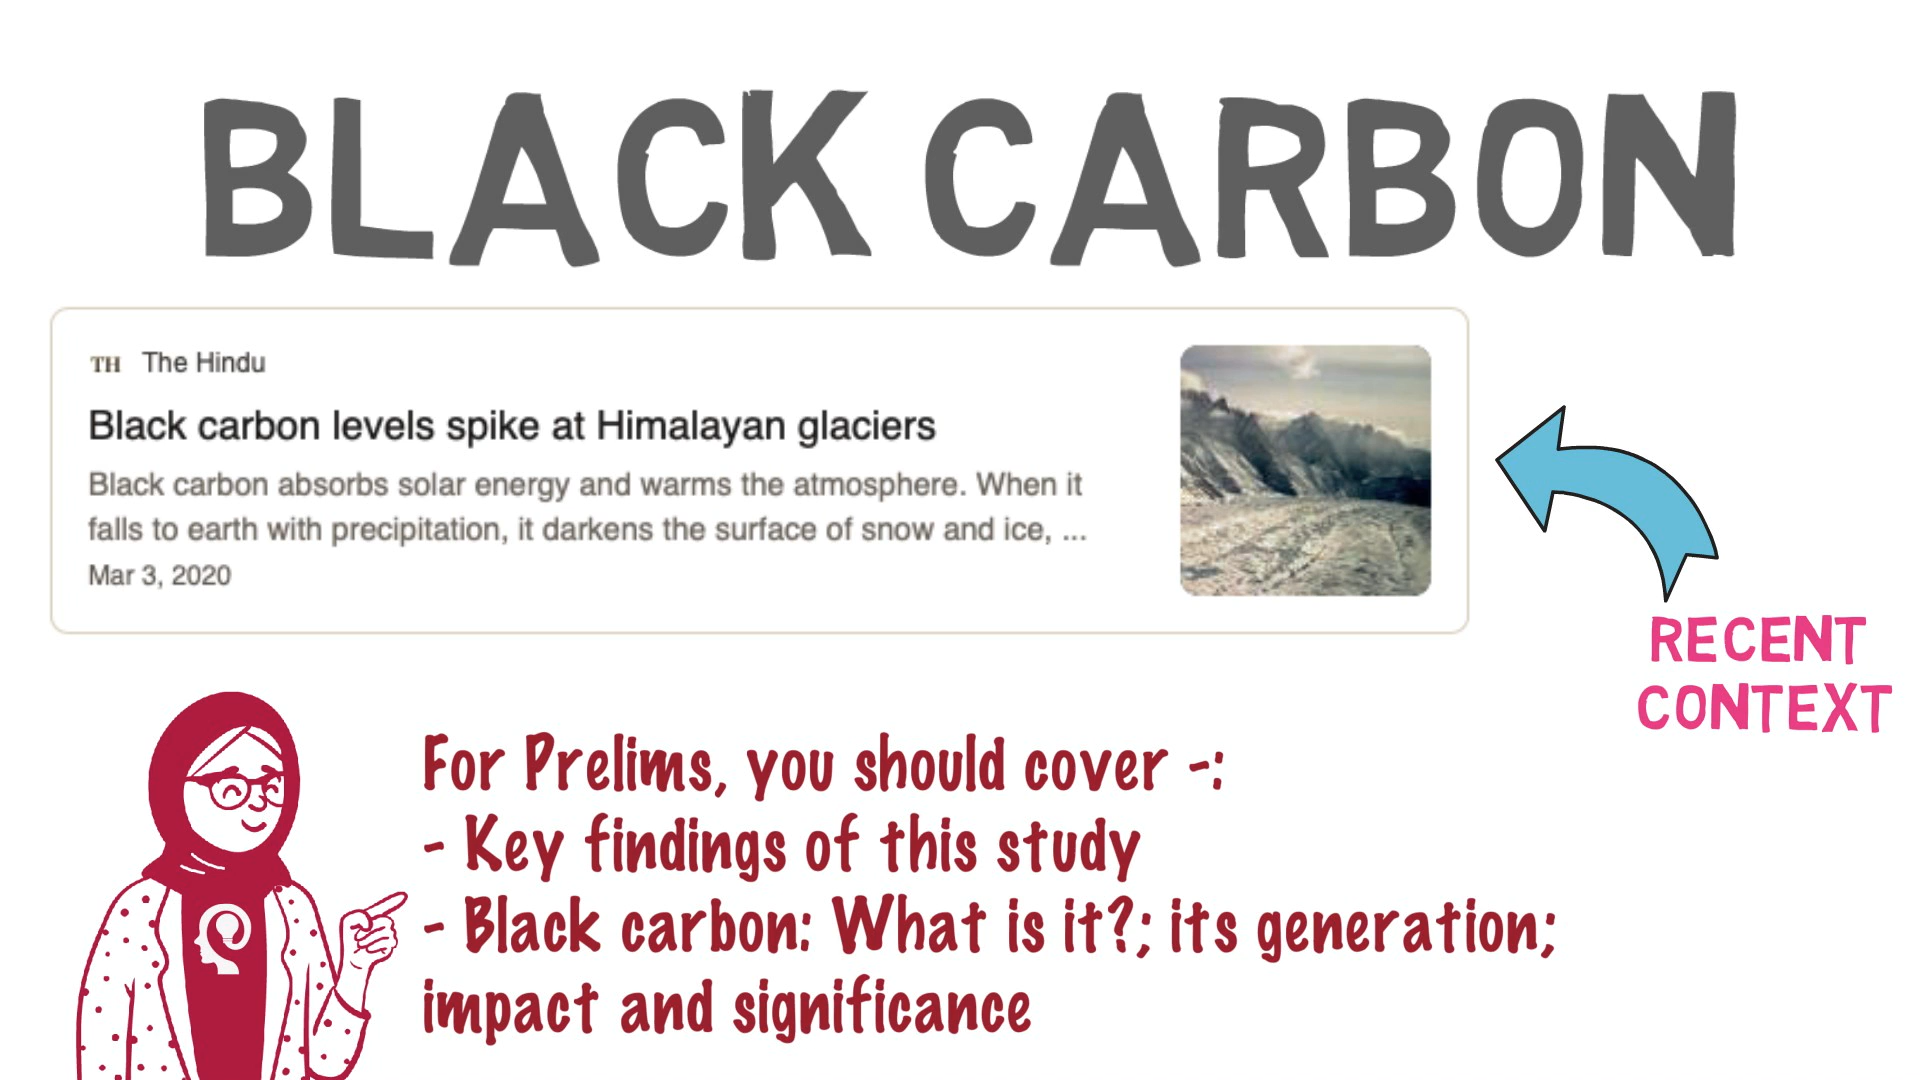 BLACK CARBON
TH The Hindu
Black carbon levels spike at Himalayan glaciers
Black carbon absorbs solar energy and warms the atmosphere. When it
falls to earth with precipitation, it darkens the surface of snow and ice, ...
Mar 3, 2020
RECENT
CONTEXT
For Prelims, you should cover -:
- Key findings of this study
- Black carbon: What is it?; its generation;
impact and significance